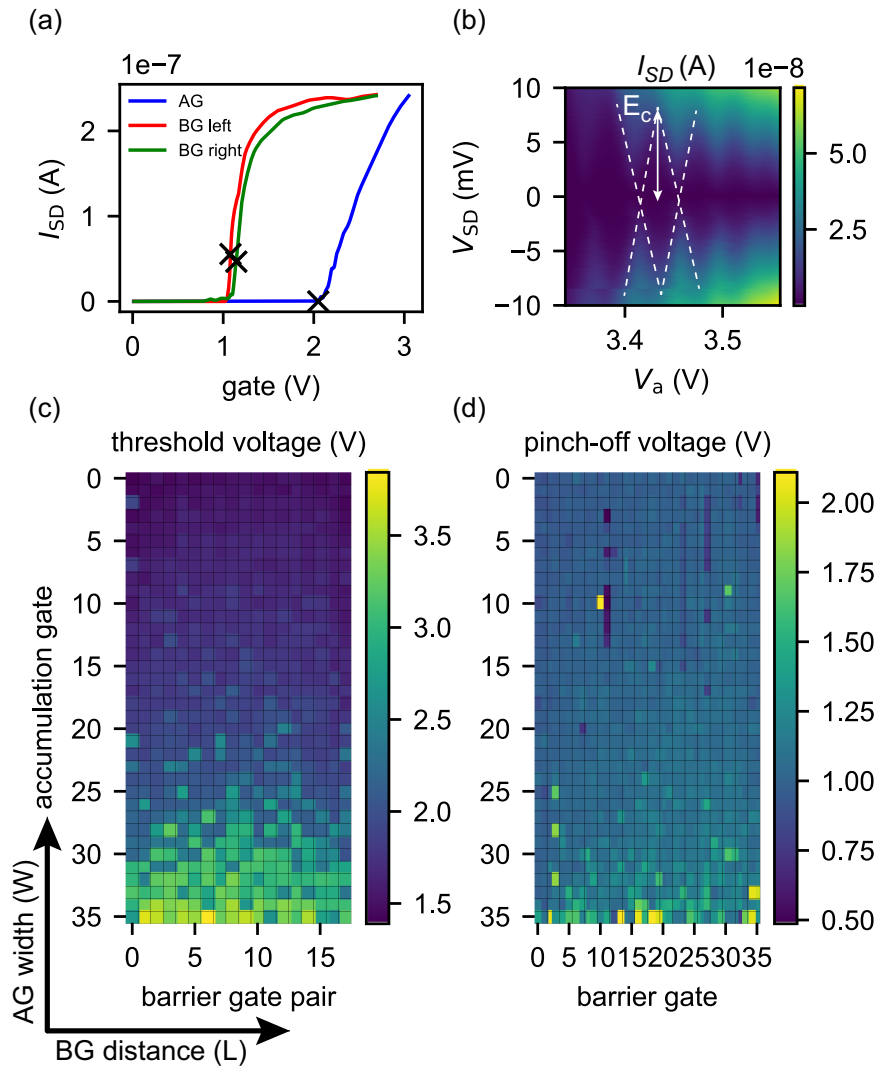 (a)
1e−7
AG
BG left
BG right
I_SD (A)
2
1
0
0
1
2
3
gate (V)
(b)
I_SD (A)
1e−8
E_c
V_SD (mV)
10
5
0
−5
−10
3.4
3.5
V_a (V)
5.0
2.5
(c)
threshold voltage (V)
accumulation gate
0
5
10
15
20
25
30
35
0
5
10
15
barrier gate pair
3.5
3.0
2.5
2.0
1.5
AG width (W)
BG distance (L)
(d)
pinch-off voltage (V)
0
5
10
15
20
25
30
35
0
5
10
15
20
25
30
35
barrier gate
2.00
1.75
1.50
1.25
1.00
0.75
0.50